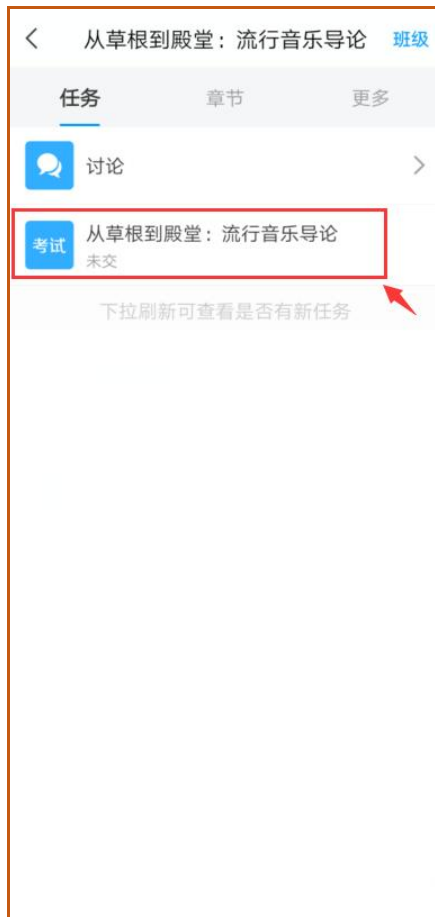 从草根到殿堂：流行音乐导论 班级
任务 章节 更多
讨论
考试 从草根到殿堂：流行音乐导论
未交
下拉刷新可查看是否有新任务